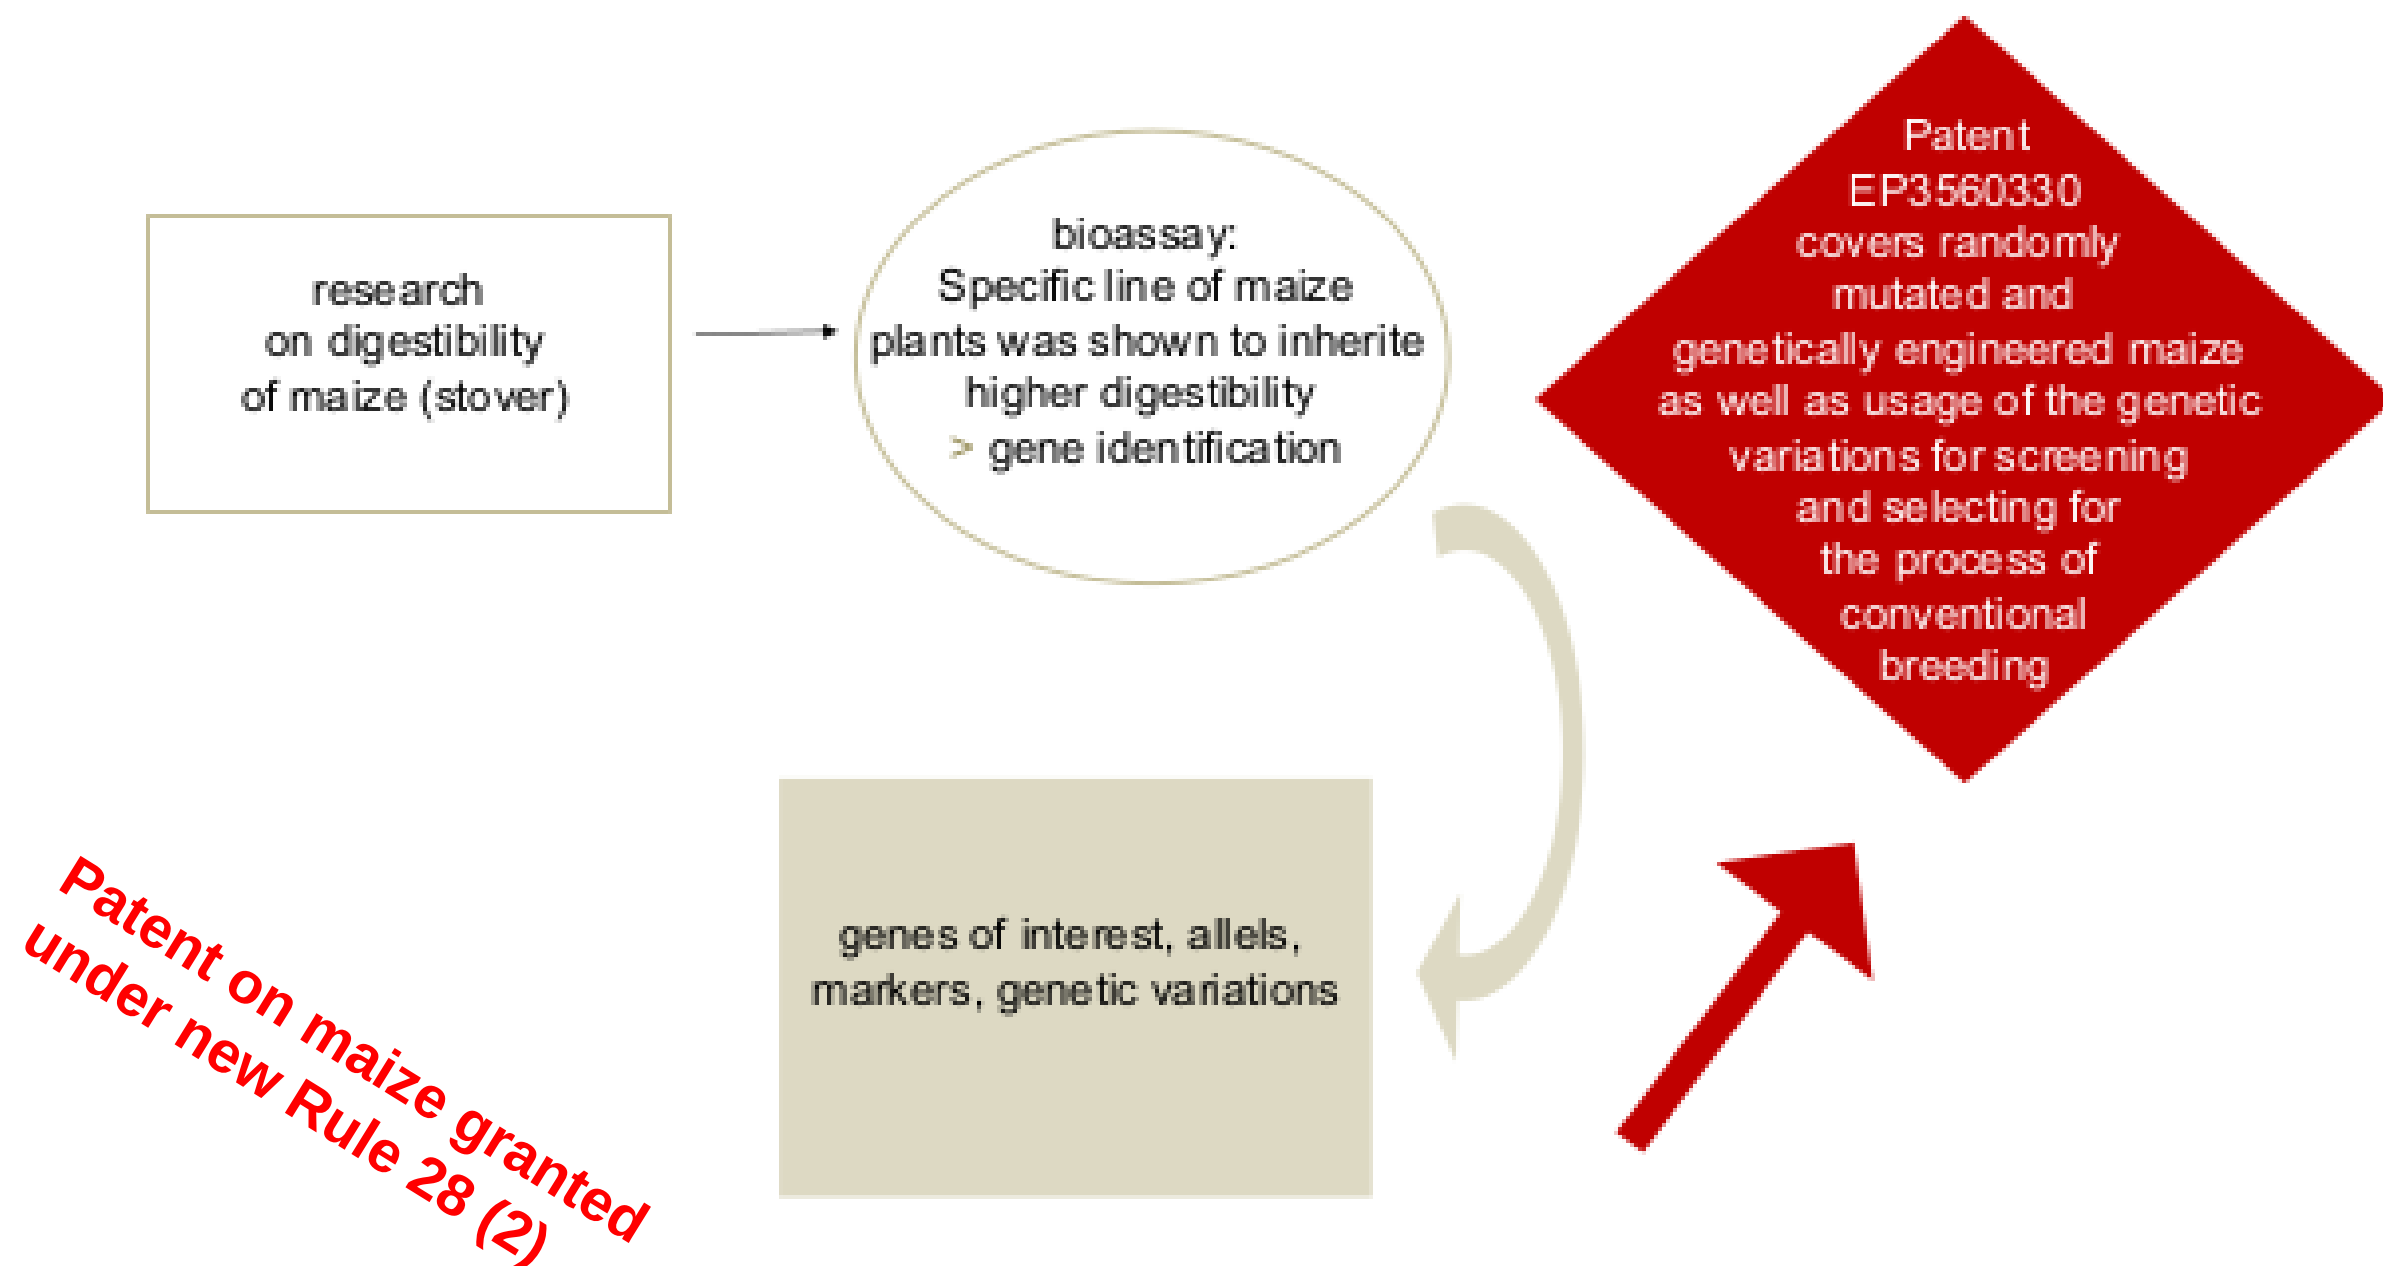 research
on digestibility
of maize (stover)
bioassay:
Specific line of maize
plants was shown to inherite
higher digestibility
> gene identification
Patent
EP3560330
covers randomly
mutated and
genetically engineered maize
as well as usage of the genetic
variations for screening
and selecting for
the process of
conventional
breeding
genes of interest, allels,
markers, genetic variations
Patent on maize granted
under new Rule 28 (2)